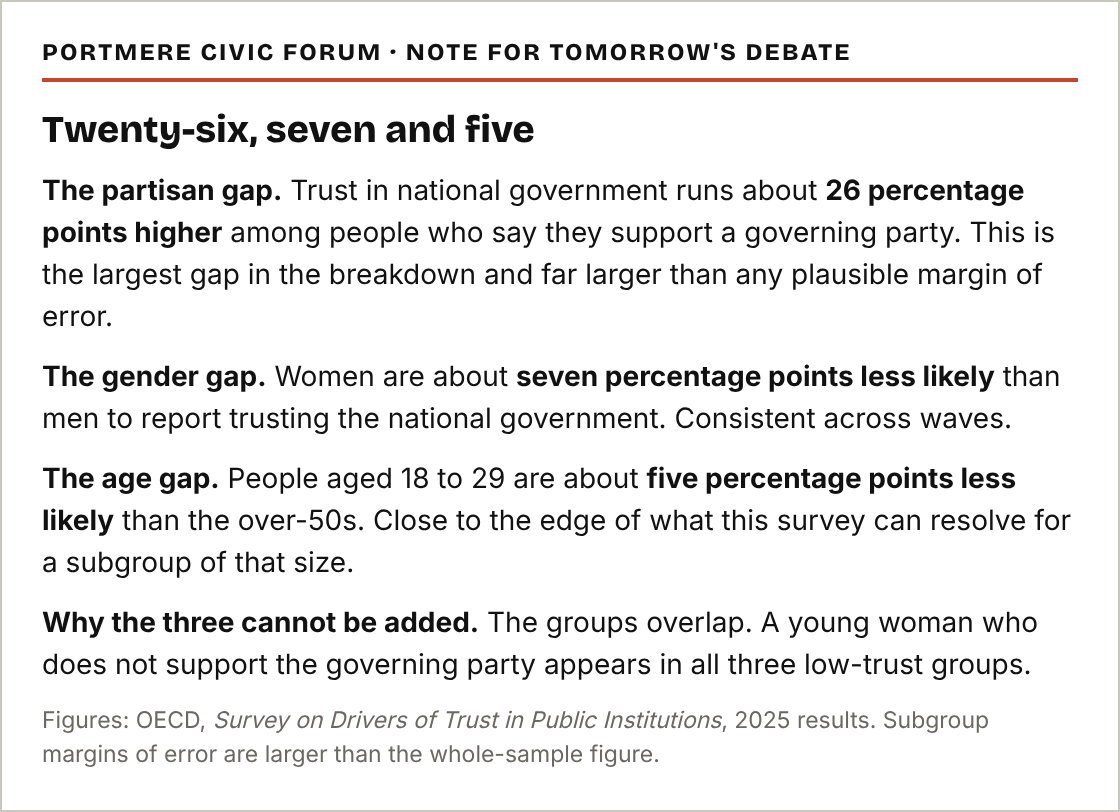 PORTMERE CIVIC FORUM · NOTE FOR TOMORROW'S DEBATE
Twenty-six, seven and five
The partisan gap. Trust in national government runs about 26 percentage
points higher among people who say they support a governing party. This is
the largest gap in the breakdown and far larger than any plausible margin of
error.
The gender gap. Women are about seven percentage points less likely than
men to report trusting the national government. Consistent across waves.
The age gap. People aged 18 to 29 are about five percentage points less
likely than the over-50s. Close to the edge of what this survey can resolve for
a subgroup of that size.
Why the three cannot be added. The groups overlap. A young woman who
does not support the governing party appears in all three low-trust groups.
Figures: OECD, Survey on Drivers of Trust in Public Institutions, 2025 results. Subgroup
margins of error are larger than the whole-sample figure.